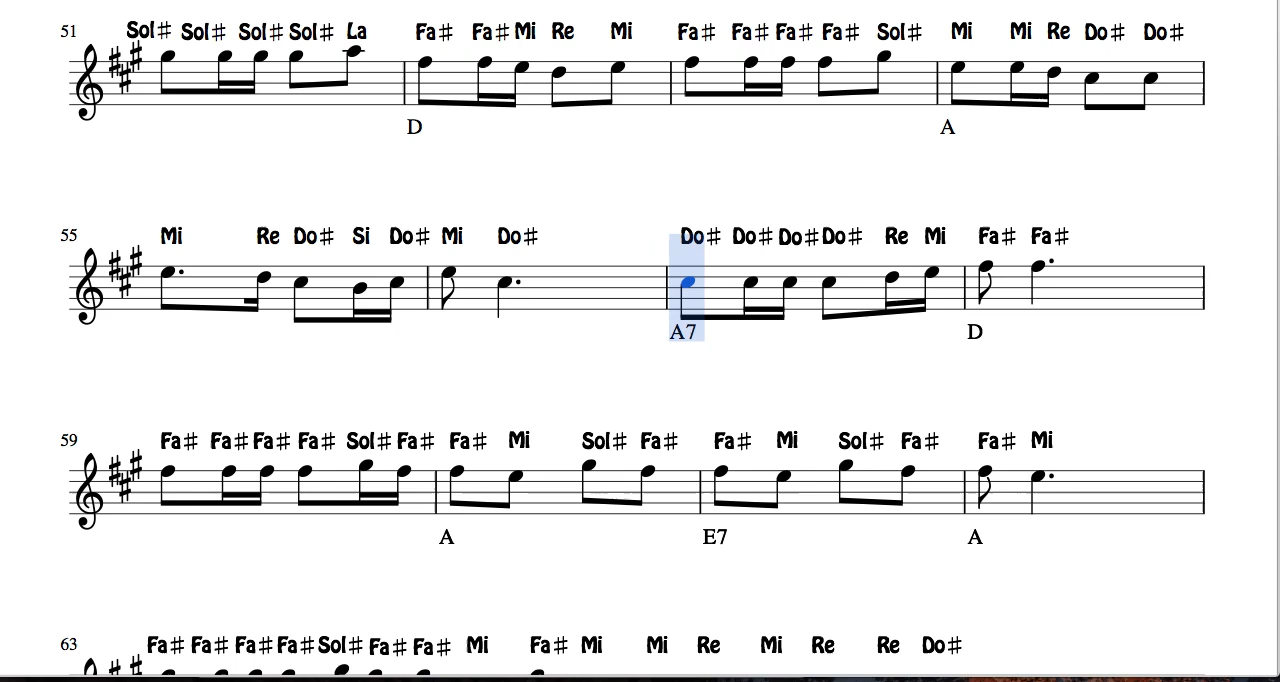 51 Sol♯ Sol♯ Sol♯ Sol♯ La Fa♯ Fa♯ Mi Re Mi Fa♯ Fa♯ Fa♯ Fa♯ Sol♯ Mi Mi Re Do♯ Do♯
D A
55 Mi Re Do♯ Si Do♯ Mi Do♯ Do♯ Do♯ Do♯ Do♯ Re Mi Fa♯ Fa♯
A7 D
59 Fa♯ Fa♯ Fa♯ Fa♯ Sol♯ Fa♯ Fa♯ Mi Sol♯ Fa♯ Fa♯ Mi Sol♯ Fa♯ Fa♯ Mi
A E7 A
63 Fa♯ Fa♯ Fa♯ Fa♯ Sol♯ Fa♯ Fa♯ Mi Fa♯ Mi Mi Re Mi Re Re Do♯